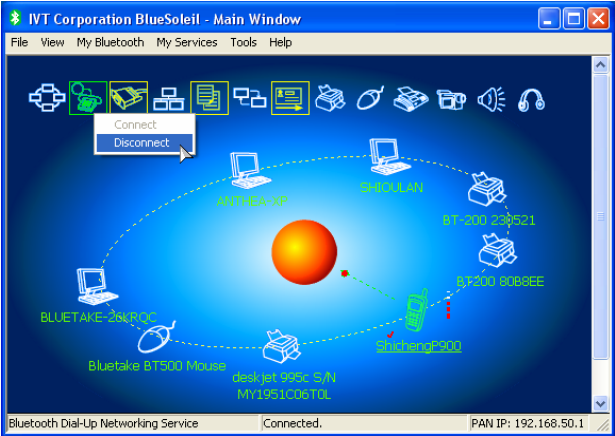 IVT Corporation BlueSoleil - Main Window
File View My Bluetooth My Services Tools Help
Connect
Disconnect
ANTHEA-XP
SHIOULAN
BT-200 230521
BT200 80B8EE
BLUETAKE-26KRQC
ShichengP900
Bluetake BT500 Mouse
deskjet 995c S/N
MY1951C06T0L
Bluetooth Dial-Up Networking Service Connected. PAN IP: 192.168.50.1